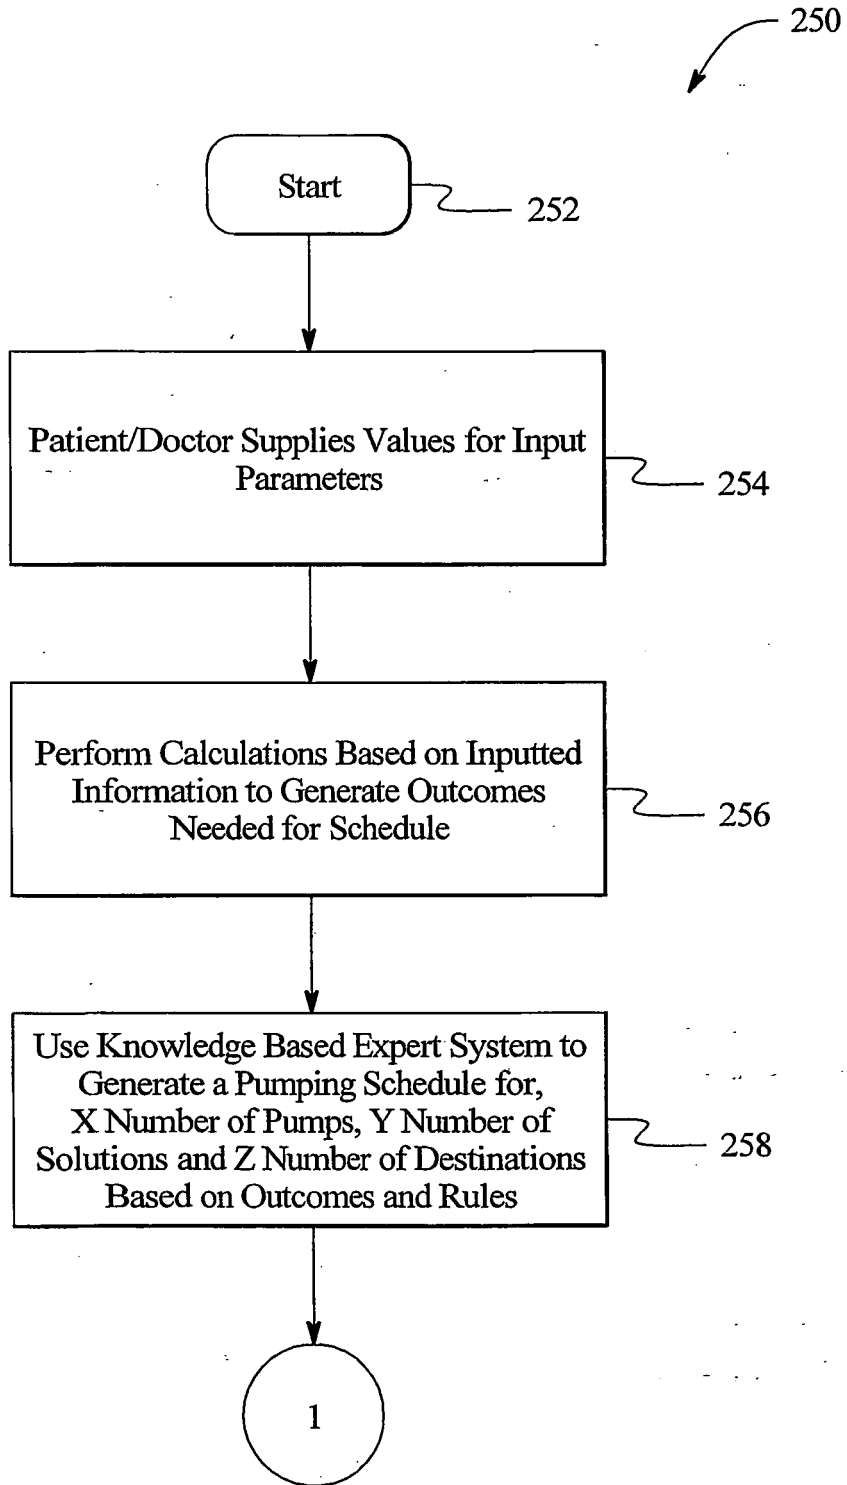 250
Start
252
Patient/Doctor Supplies Values for Input
Parameters
254
Perform Calculations Based on Inputted
Information to Generate Outcomes
Needed for Schedule
256
Use Knowledge Based Expert System to
Generate a Pumping Schedule for,
X Number of Pumps, Y Number of
Solutions and Z Number of Destinations
Based on Outcomes and Rules
258
1